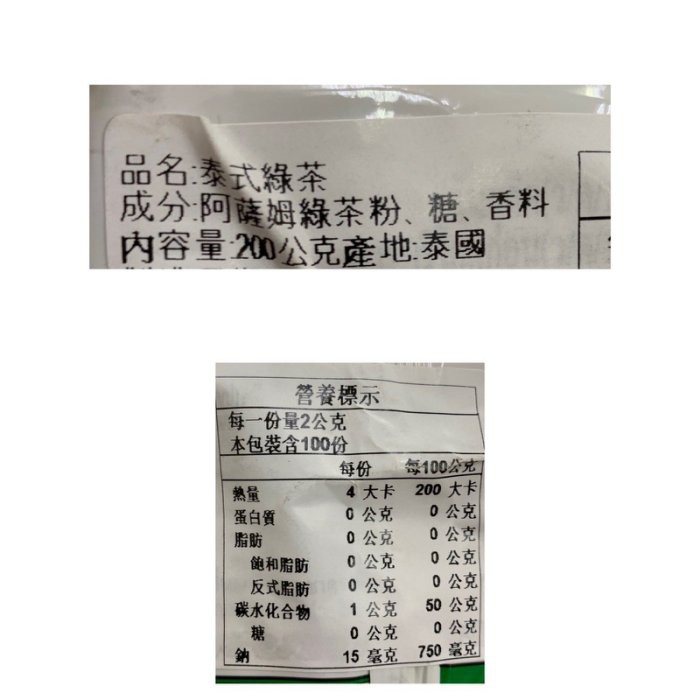 品名:泰式綠茶
成分:阿薩姆綠茶粉、糖、香料
內容量:200公克產地:泰國
營養標示
每一份量2公克
本包裝含100份
每份 每100公克
熱量 4 大卡 200 大卡
蛋白質 0 公克 0 公克
脂肪 0 公克 0 公克
飽和脂肪 0 公克 0 公克
反式脂肪 0 公克 0 公克
碳水化合物 1 公克 50 公克
糖 0 公克 0 公克
鈉 15 毫克 750 毫克